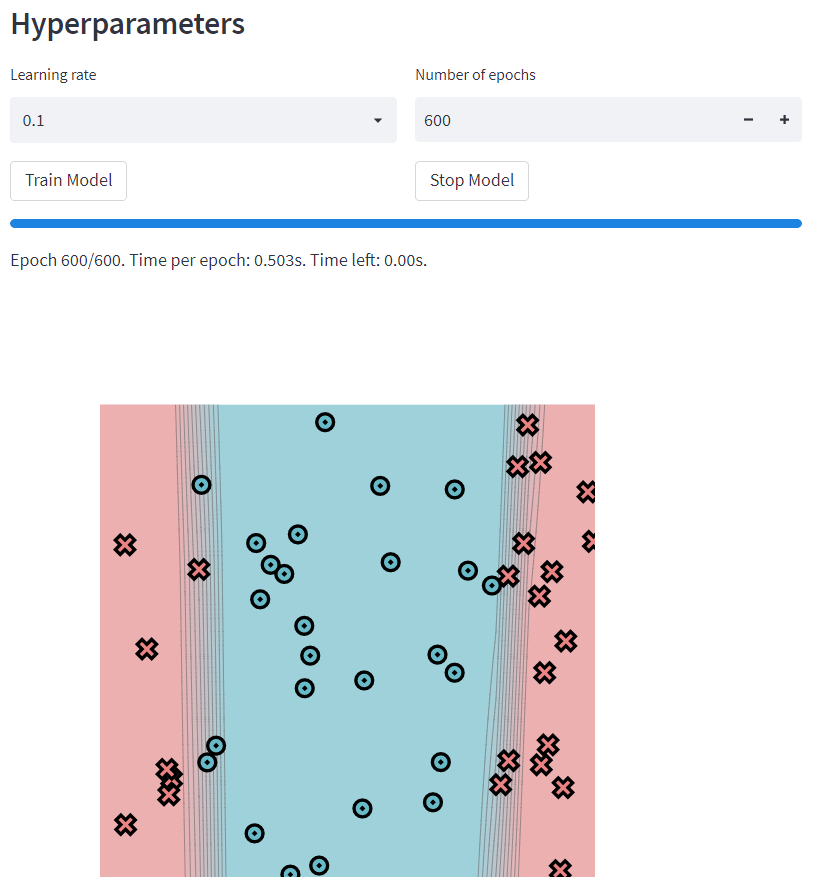 Hyperparameters
Learning rate
Number of epochs
0.1
600
Train Model
Stop Model
Epoch 600/600. Time per epoch: 0.503s. Time left: 0.00s.